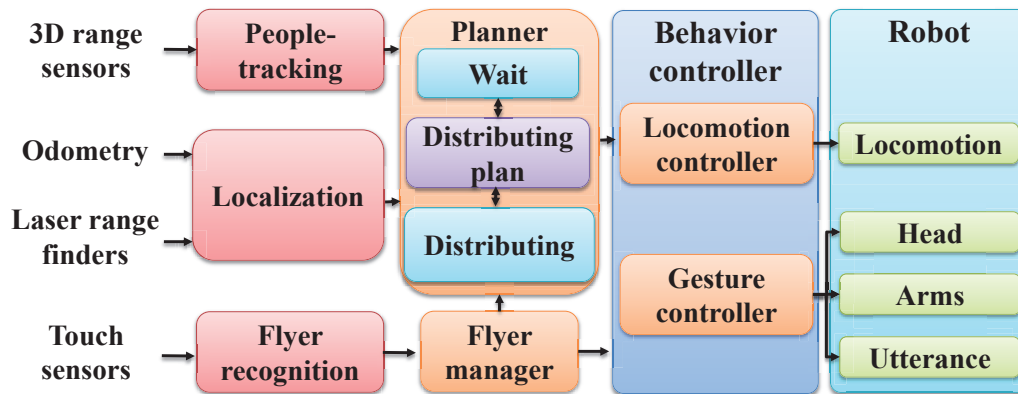 3D range
sensors
People-
tracking
Planner
Wait
Distributing
plan
Distributing
Behavior
controller
Robot
Odometry
Laser range
finders
Localization
Locomotion
controller
Locomotion
Gesture
controller
Head
Arms
Utterance
Touch
sensors
Flyer
recognition
Flyer
manager